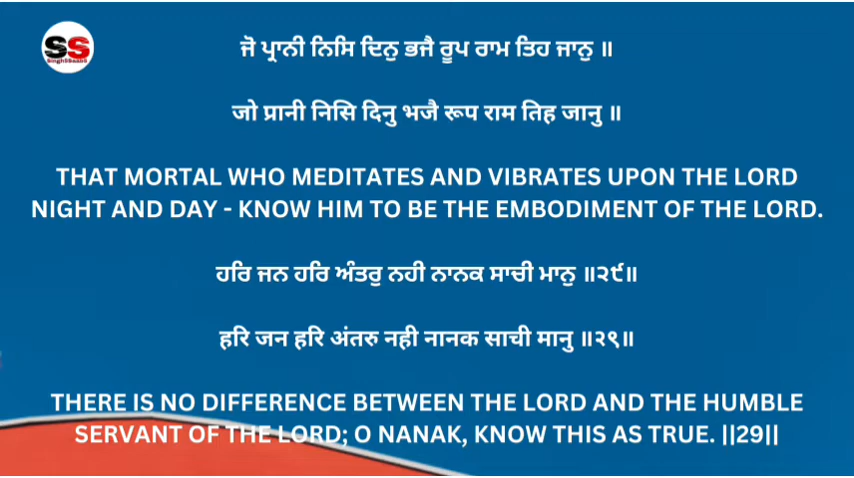 SS
SinghSbaaDS
ਜੋ ਪ੍ਰਾਨੀ ਨਿਸਿ ਦਿਨੁ ਭਜੈ ਰੂਪ ਰਾਮ ਤਿਹ ਜਾਨੁ ॥
जो प्रानी निसि दिनु भजै रूप राम तिह जानु ॥
THAT MORTAL WHO MEDITATES AND VIBRATES UPON THE LORD
NIGHT AND DAY - KNOW HIM TO BE THE EMBODIMENT OF THE LORD.
ਹਰਿ ਜਨ ਹਰਿ ਅੰਤਰੁ ਨਹੀ ਨਾਨਕ ਸਾਚੀ ਮਾਨੁ ॥੨੯॥
हरि जन हरि अंतरु नही नानक साची मानु ॥२९॥
THERE IS NO DIFFERENCE BETWEEN THE LORD AND THE HUMBLE
SERVANT OF THE LORD; O NANAK, KNOW THIS AS TRUE. ||29||